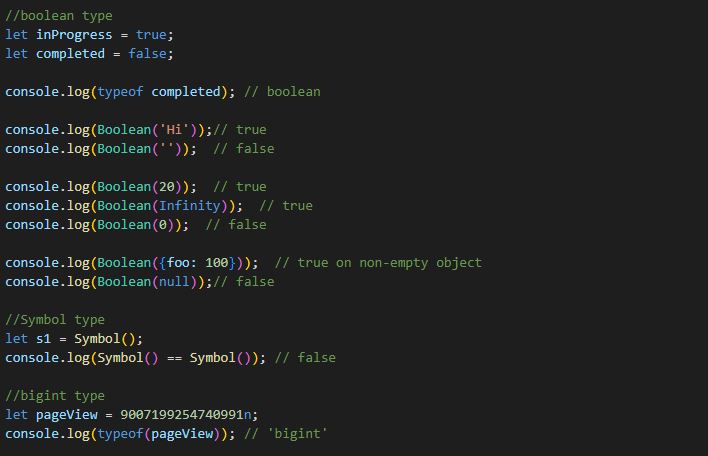 //boolean type
let inProgress = true;
let completed = false;
console.log(typeof completed); // boolean
console.log(Boolean('Hi'));// true
console.log(Boolean(''));  // false
console.log(Boolean(20));  // true
console.log(Boolean(Infinity));  // true
console.log(Boolean(0));  // false
console.log(Boolean({foo: 100}));  // true on non-empty object
console.log(Boolean(null));// false
//Symbol type
let s1 = Symbol();
console.log(Symbol() == Symbol()); // false
//bigint type
let pageView = 9007199254740991n;
console.log(typeof(pageView)); // 'bigint'